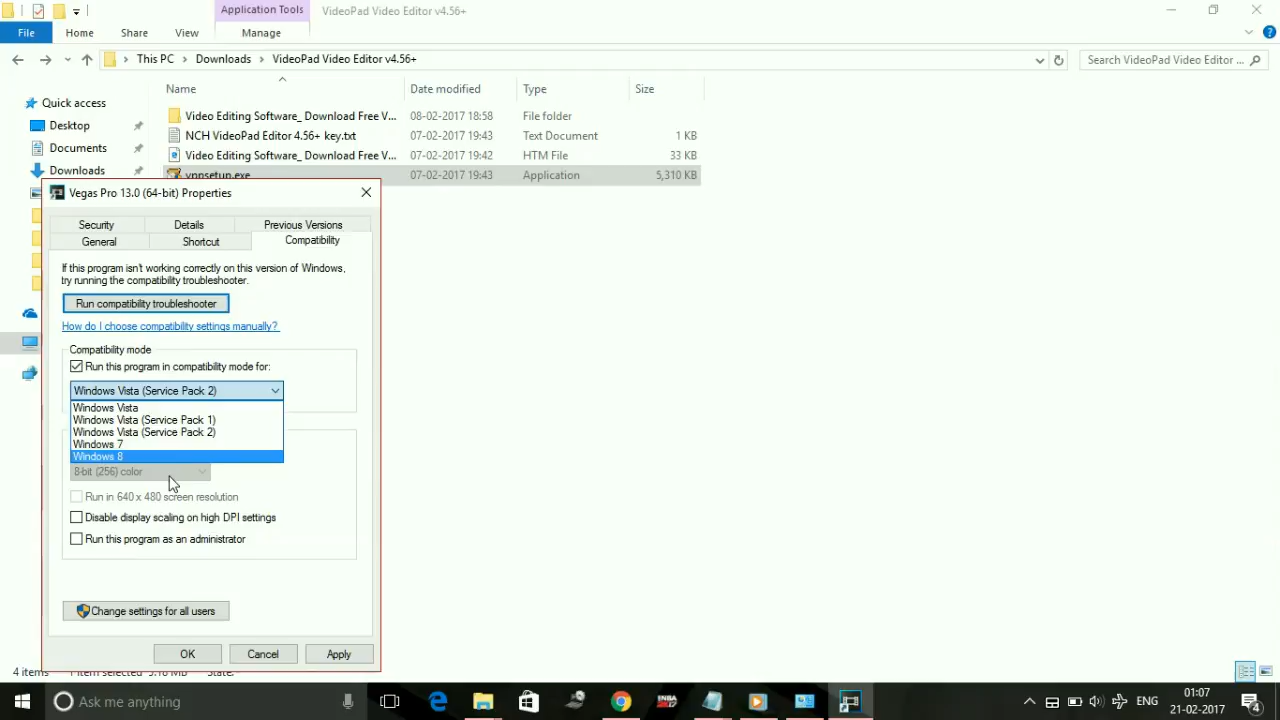 Application Tools
VideoPad Video Editor v4.56+
File
Home
Share
View
Manage
This PC
Downloads
VideoPad Video Editor v4.56+
Search VideoPad Video Editor ...
Name
Date modified
Type
Size
Quick access
Desktop
Documents
Downloads
Video Editing Software_ Download Free V...
08-02-2017 18:58
File folder
NCH VideoPad Editor 4.56+ key.txt
07-02-2017 19:43
Text Document
1 KB
Video Editing Software_ Download Free V...
07-02-2017 19:42
HTM File
33 KB
vppsetup.exe
07-02-2017 19:43
Application
5,310 KB
Vegas Pro 13.0 (64-bit) Properties
Security
Details
Previous Versions
General
Shortcut
Compatibility
If this program isn't working correctly on this version of Windows,
try running the compatibility troubleshooter.
Run compatibility troubleshooter
How do I choose compatibility settings manually?
Compatibility mode
Run this program in compatibility mode for:
Windows Vista (Service Pack 2)
Windows Vista
Windows Vista (Service Pack 1)
Windows Vista (Service Pack 2)
Windows 7
Windows 8
8-bit (256) color
Run in 640 x 480 screen resolution
Disable display scaling on high DPI settings
Run this program as an administrator
Change settings for all users
OK
Cancel
Apply
4 items
1 item selected
State:
Ask me anything
ENG
01:07
21-02-2017
4